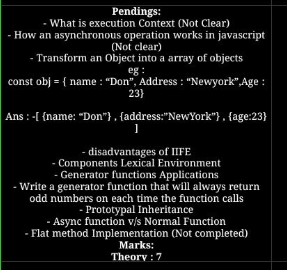 Pendings:
- What is execution Context (Not Clear)
- How an asynchronous operation works in javascript
(Not clear)
- Transform an Object into a array of objects
eg :
const obj = { name : “Don”, Address : “Newyork”,Age :
23}
Ans : -[ {name: “Don”} , {address:”NewYork”} , {age:23}
]
- disadvantages of IIFE
- Components Lexical Environment
- Generator functions Applications
- Write a generator function that will always return
odd numbers on each time the function calls
- Prototypal Inheritance
- Async function v/s Normal Function
- Flat method Implementation (Not completed)
Marks:
Theory : 7